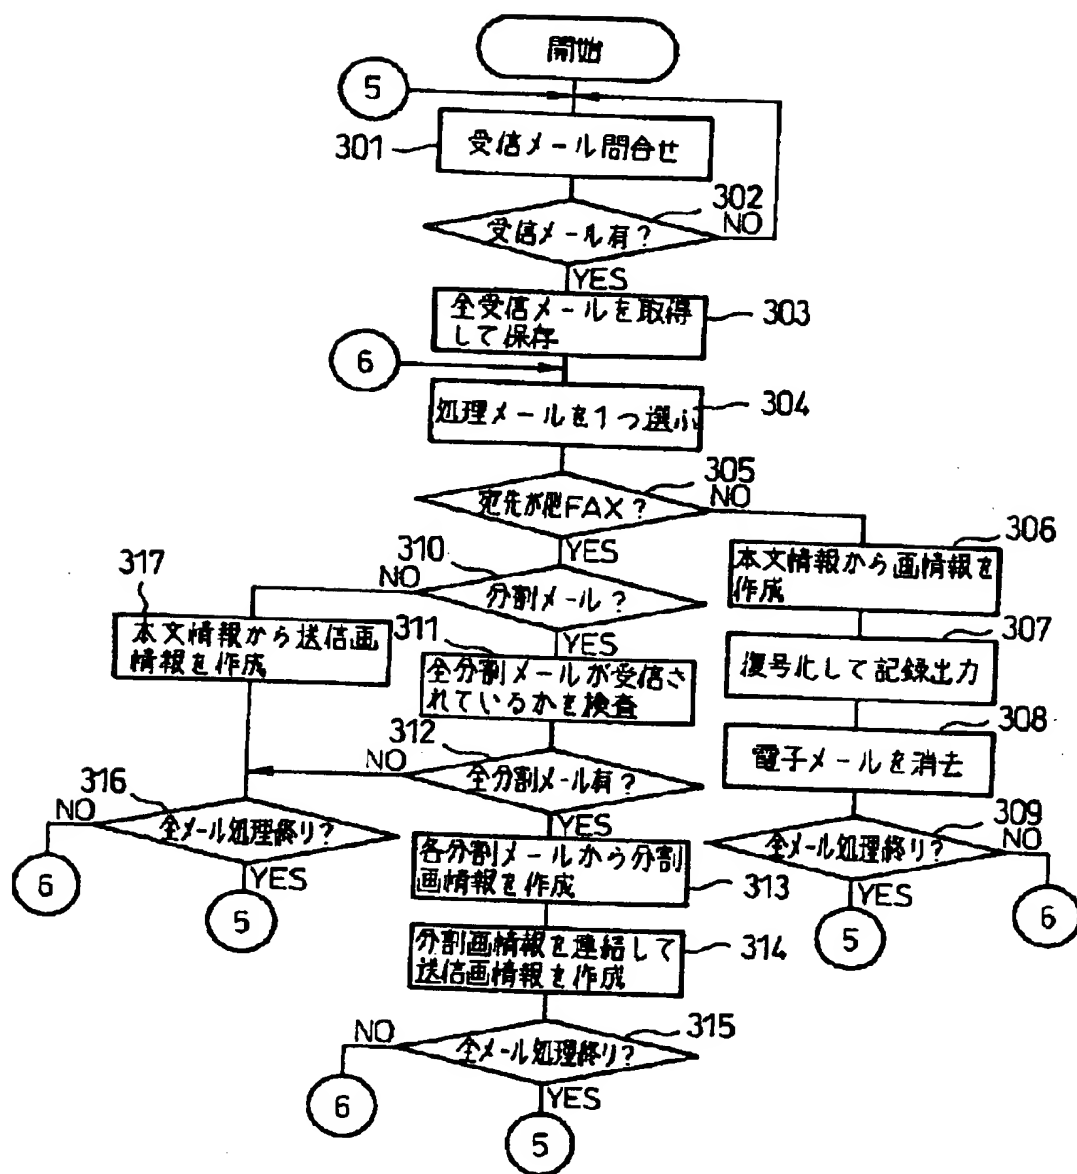 開始
5
301
受信メール問合せ
302
受信メール有?
NO
YES
全受信メールを取得
して保存
303
6
処理メールを1つ選ぶ
304
305
宛先が他FAX?
NO
YES
306
本文情報から画情報を
作成
310
NO
分割メール?
YES
317
本文情報から送信画
情報を作成
311
全分割メールが受信さ
れているかを検査
307
復号化して記録出力
308
電子メールを消去
312
NO
全分割メール有?
YES
316
NO
全メール処理終り?
YES
6
5
309
全メール処理終り?
NO
YES
5
6
各分割メールから分割
画情報を作成
313
分割画情報を連結して
送信画情報を作成
314
315
NO
全メール処理終り?
YES
6
5